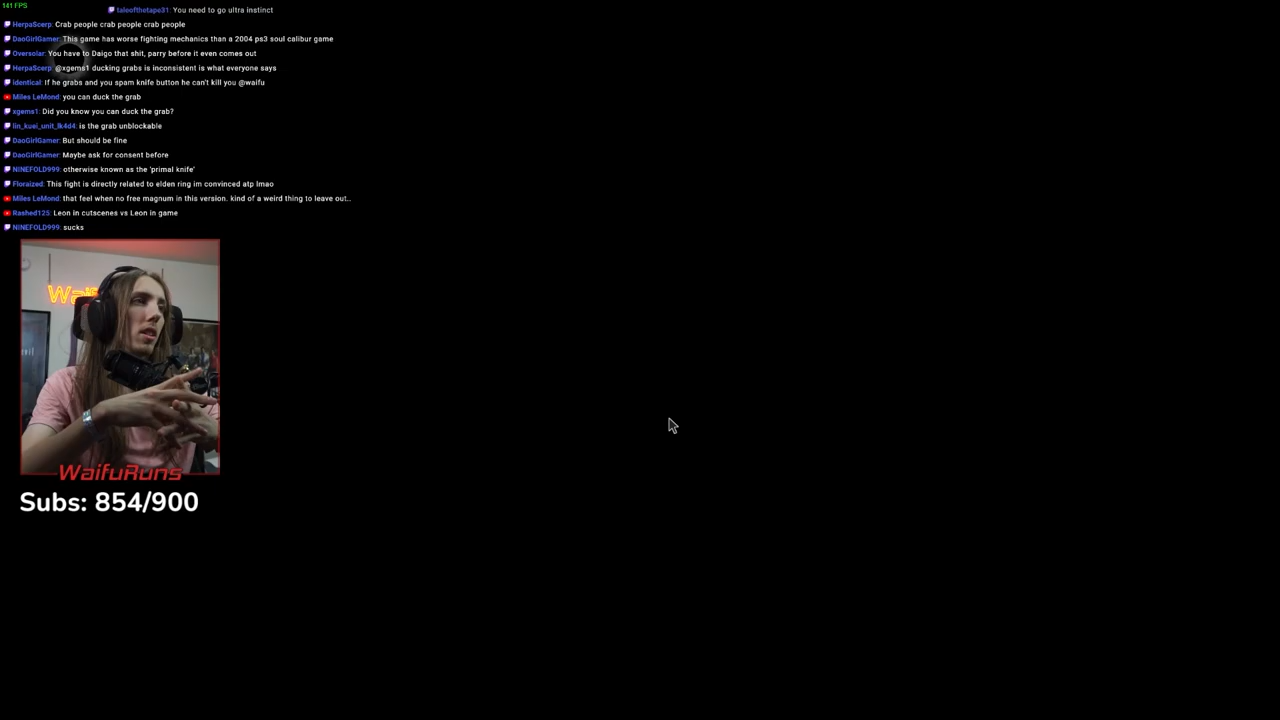 141 FPS
taleofthetape31: You need to go ultra instinct
HerpaScerp: Crab people crab people crab people
DaoGirlGamer: This game has worse fighting mechanics than a 2004 ps3 soul calibur game
Oversolar: You have to Daigo that shit, parry before it even comes out
HerpaScerp: @xgems1 ducking grabs is inconsistent is what everyone says
identical: If he grabs and you spam knife button he can't kill you @waifu
Miles LeMond: you can duck the grab
xgems1: Did you know you can duck the grab?
lin_kuei_unit_lk4d4: is the grab unblockable
DaoGirlGamer: But should be fine
DaoGirlGamer: Maybe ask for consent before
NINEFOLD999: otherwise known as the 'primal knife'
Floraized: This fight is directly related to elden ring im convinced atp lmao
Miles LeMond: that feel when no free magnum in this version. kind of a weird thing to leave out..
Rashed125: Leon in cutscenes vs Leon in game
NINEFOLD999: sucks
Waif
WaifuRuns
Subs: 854/900